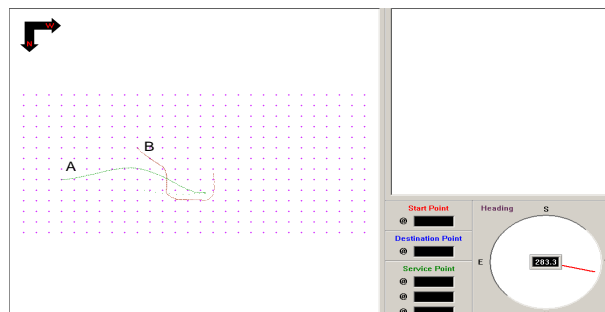 W
N
A
B
Start Point
@
Destination Point
@
Service Point
@
@
@
Heading
S
E
283.3